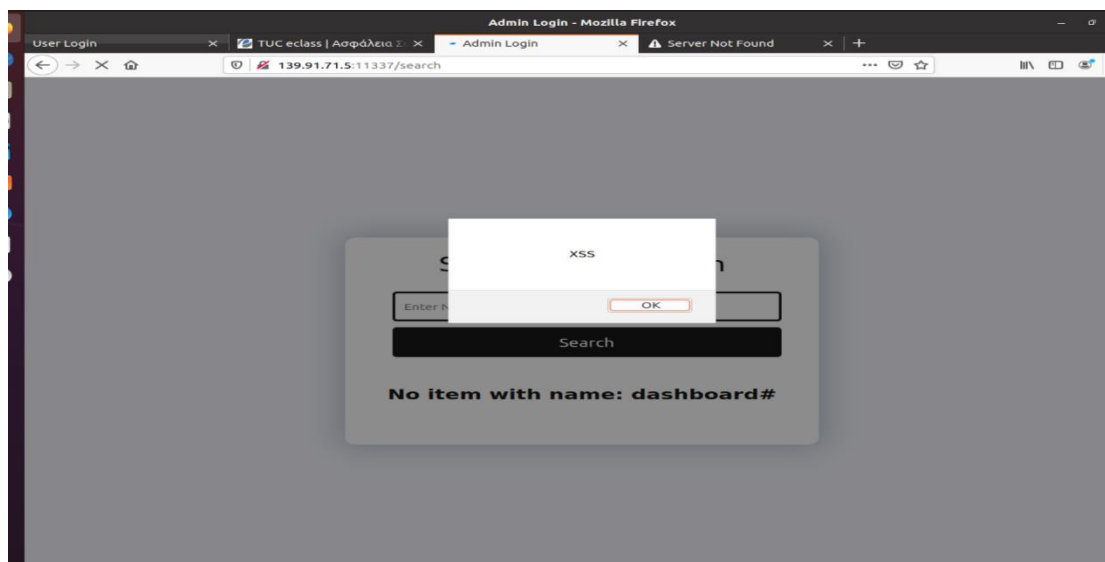 Admin Login - Mozilla Firefox
User Login
TUC eclass | Ασφάλεια Σ
Admin Login
Server Not Found
139.91.71.5:11337/search
xss
OK
Enter
Search
No item with name: dashboard#